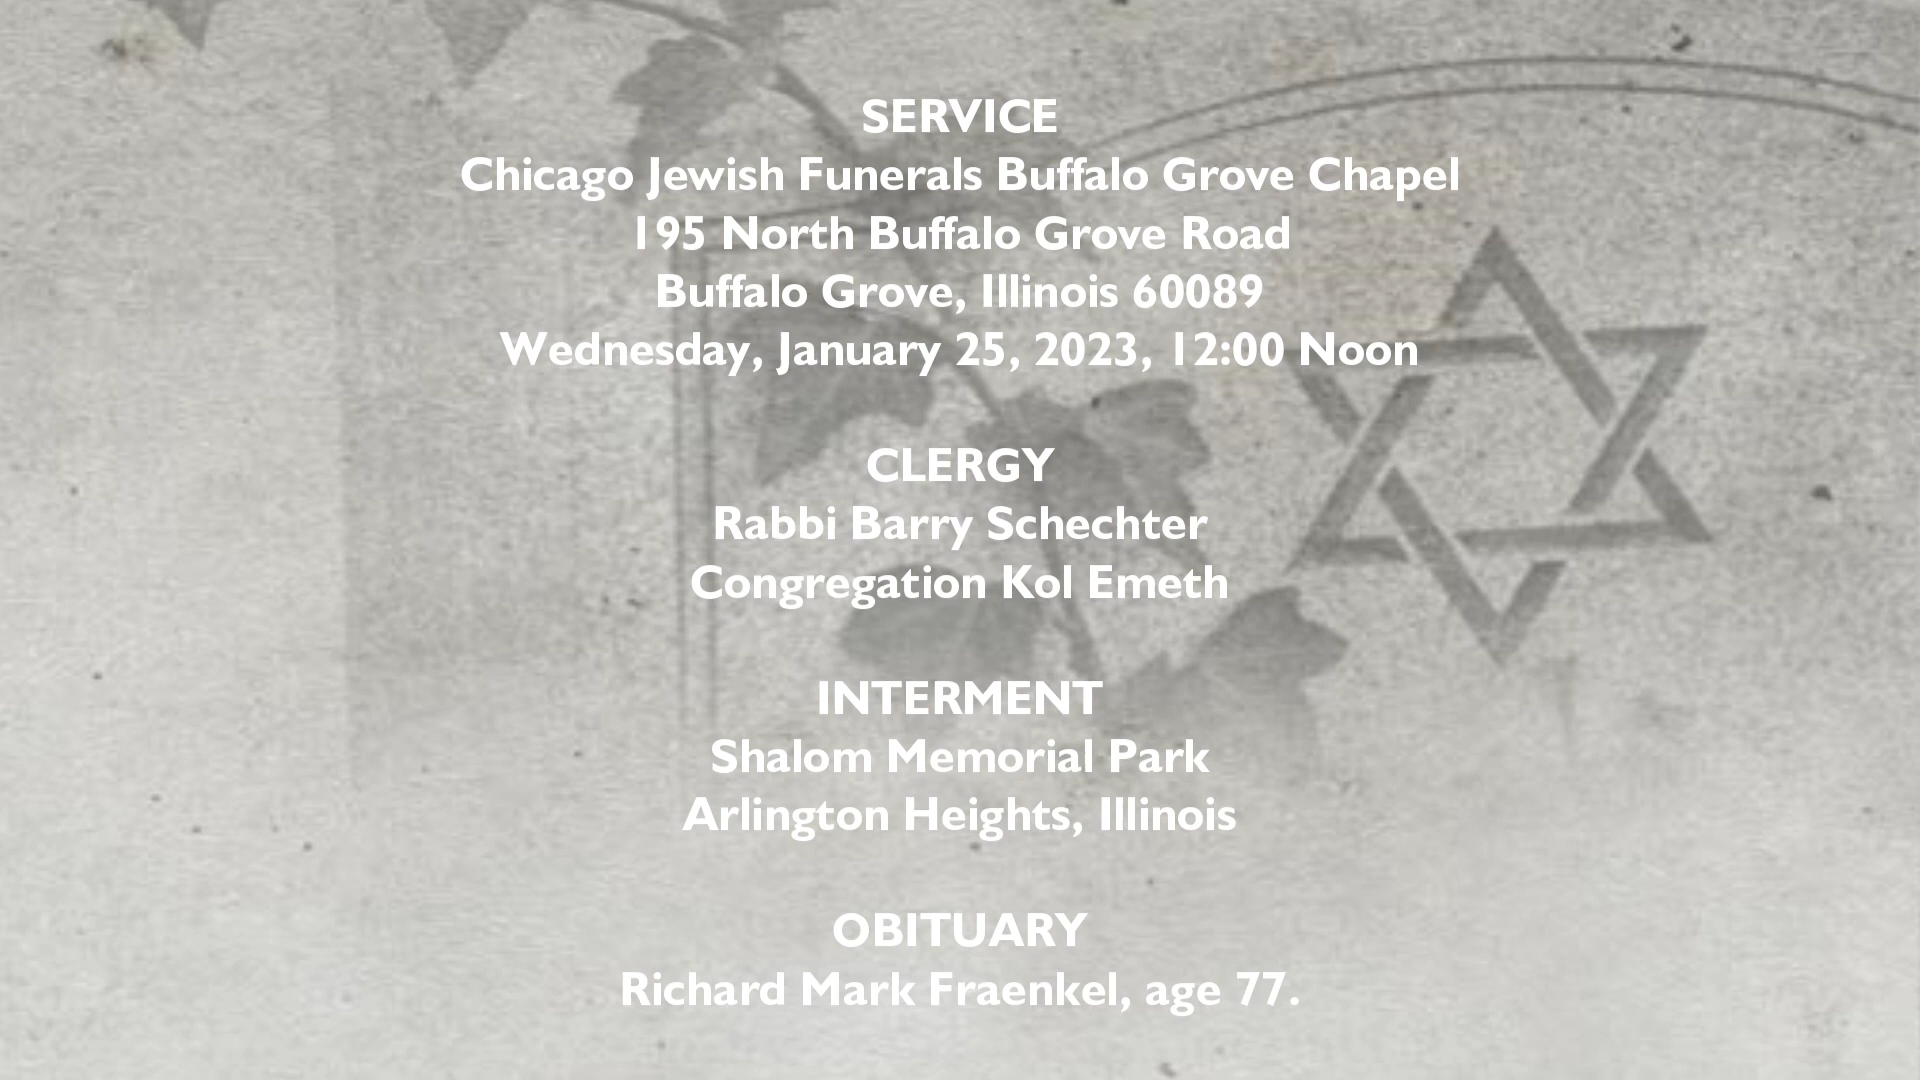 SERVICE
Chicago Jewish Funerals Buffalo Grove Chapel
195 North Buffalo Grove Road
Buffalo Grove, Illinois 60089
Wednesday, January 25, 2023, 12:00 Noon
CLERGY
Rabbi Barry Schechter
Congregation Kol Emeth
INTERMENT
Shalom Memorial Park
Arlington Heights, Illinois
OBITUARY
Richard Mark Fraenkel, age 77.